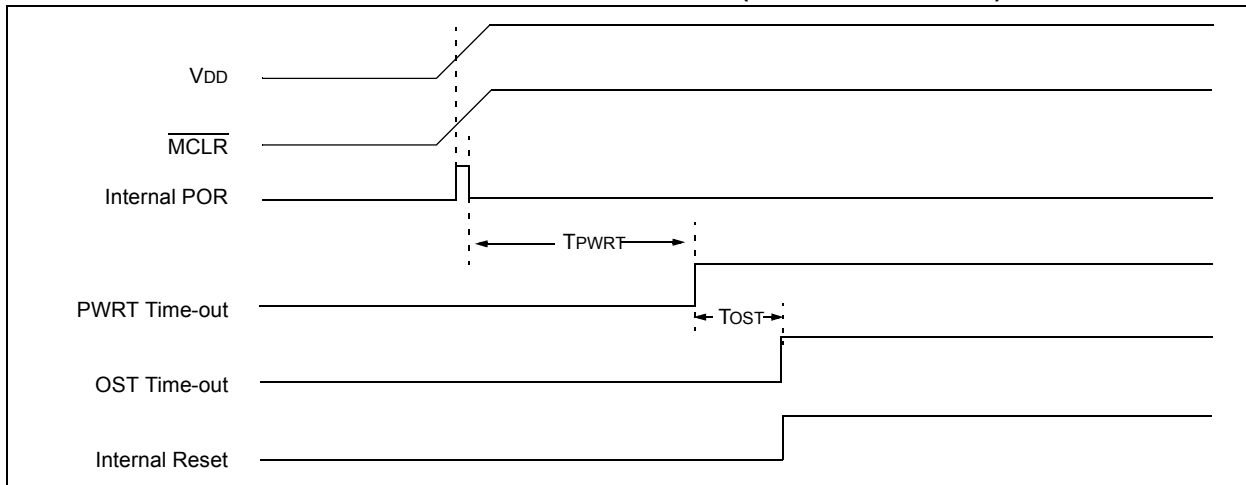 VDD
MCLR
Internal POR
TPWRT
PWRT Time-out
TOST
OST Time-out
Internal Reset